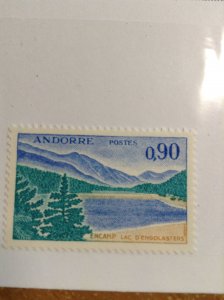 ANDORRE POSTES
0,90
ENCAMP LAC D'ENGOLASTERS